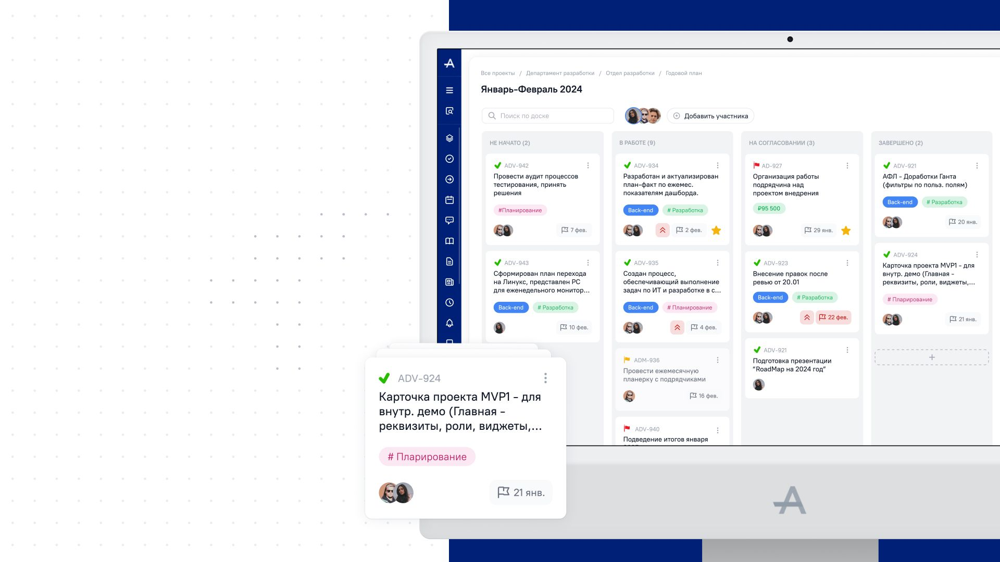 Все проекты / Департамент разработки / Отдел разработки / Годовой план
Январь-Февраль 2024
Поиск по доске
Добавить участника
НЕ НАЧАТО (2)
ADV-942
Провести аудит процессов
тестирования, принять
решения
#Планирование
7 фев.
ADV-943
Сформирован план перехода
на Линукс, представлен РС
для еженедельного монитор...
Back-end
# Разработка
10 фев.
В РАБОТЕ (9)
ADV-934
Разработан и актуализирован
план-факт по ежемес.
показателям дашборда.
Back-end
# Разработка
2 фев.
ADV-935
Создан процесс,
обеспечивающий выполнение
задач по ИТ и разработке в с...
Back-end
# Планирование
4 фев.
ADM-936
Провести ежемесячную
планерку с подрядчиками
16 фев.
ADV-940
Подведение итогов января
НА СОГЛАСОВАНИИ (3)
AD-927
Организация работы
подрядчина над
проектом внедрения
₽95 500
29 янв.
ADV-923
Внесение правок после
ревью от 20.01
Back-end
# Разработка
22 фев.
ADV-921
Подготовка презентации
“RoadMap на 2024 год”
ЗАВЕРШЕНО (2)
ADV-921
АФЛ - Доработки Ганта
(фильтры по польз. полям)
Back-end
# Разработка
20 янв.
ADV-924
Карточка проекта MVP1 - для
внутр. демо (Главная -
реквизиты, роли, виджеты,...
# Пларирование
21 янв.
ADV-924
Карточка проекта MVP1 - для
внутр. демо (Главная -
реквизиты, роли, виджеты,...
# Пларирование
21 янв.